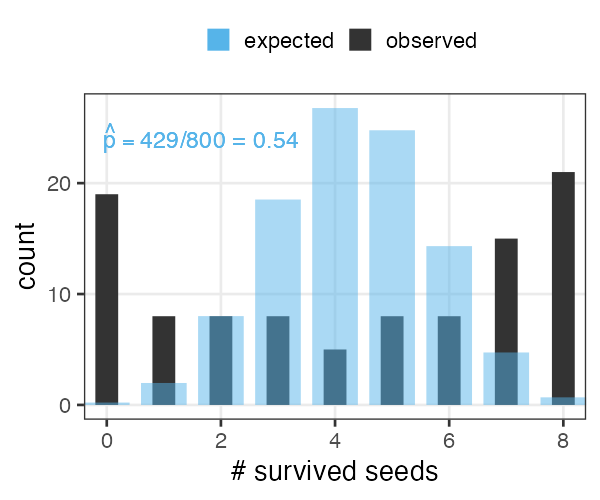 expected observed
p̂ = 429/800 = 0.54
20
10
0
count
0 2 4 6 8
# survived seeds